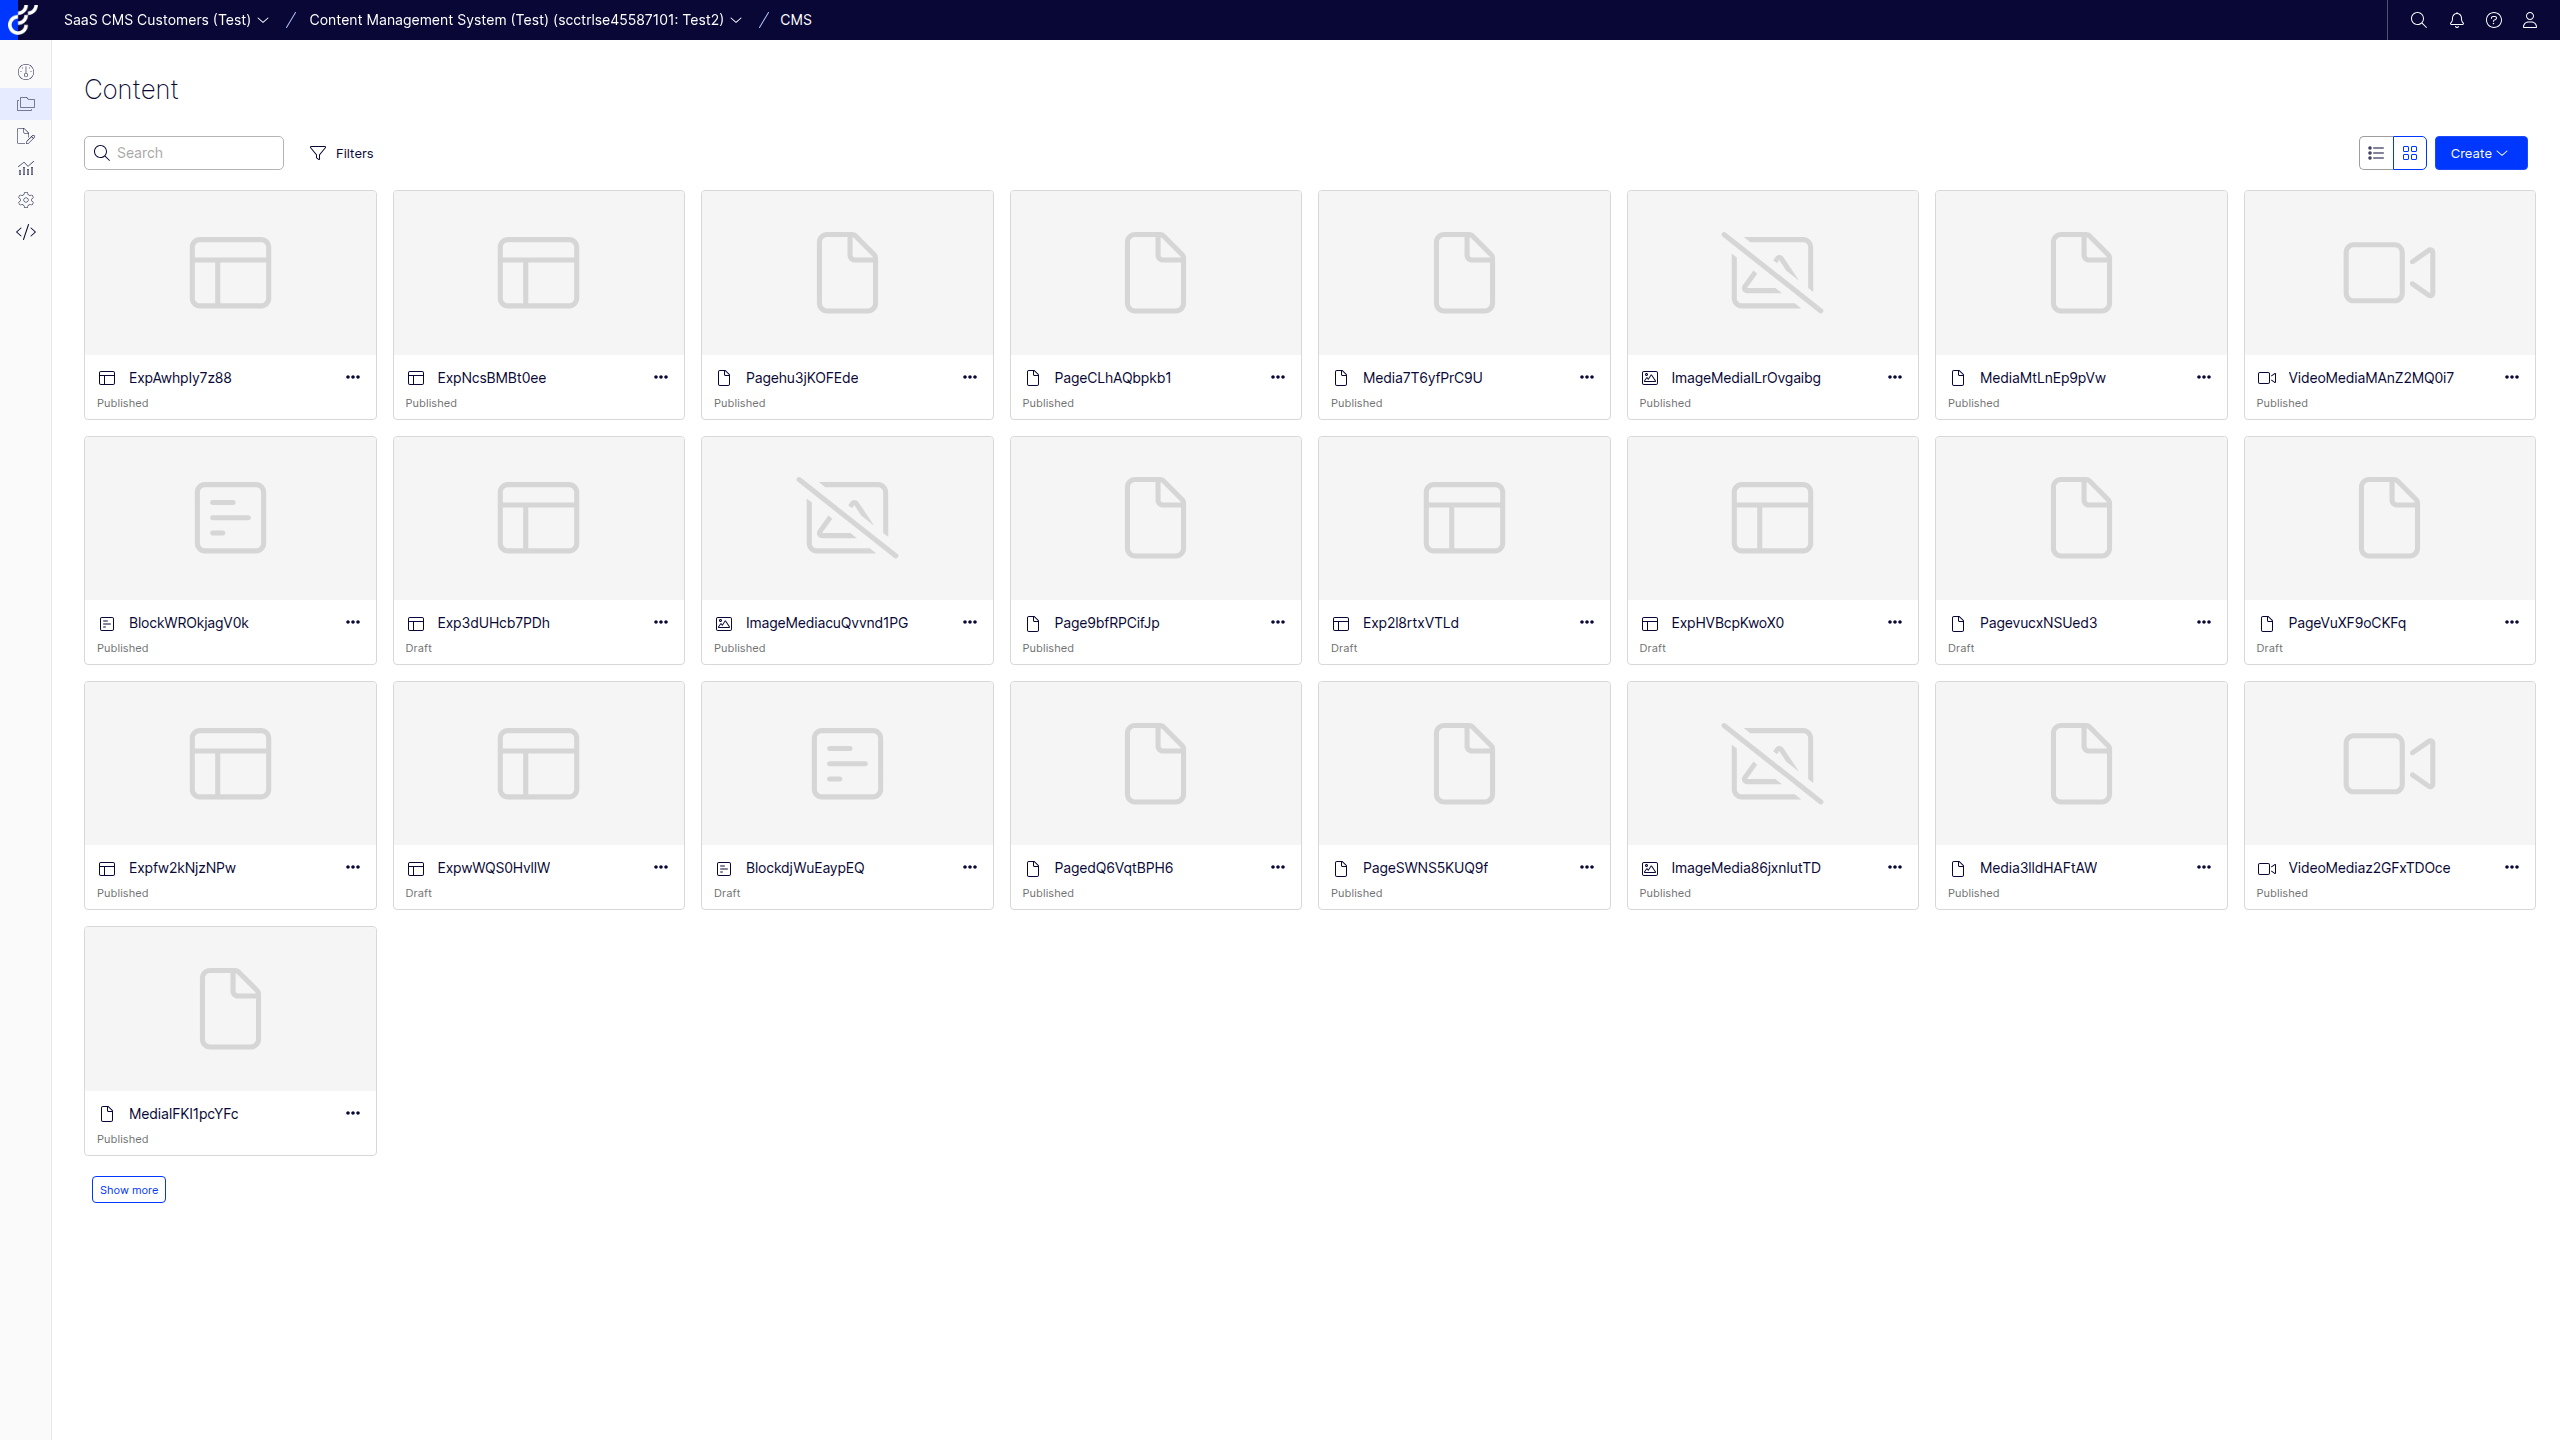 SaaS CMS Customers (Test) / Content Management System (Test) (scctrlse45587101: Test2) / CMS
Content
Search Filters Create
ExpAwhply7z88 ExpNcsBMBt0ee Pagehu3jKOFEde PageCLhAQbpkb1 Media7T6yfPrC9U ImageMediaILrOvgaibg MediaMtLnEp9pVw VideoMediaMAnZ2MQ0i7
Published Published Published Published Published Published Published Published
BlockWROkjagV0k Exp3dUHcb7PDh ImageMediacuQvvnd1PG Page9bfRPCifJp Exp2I8rtxVTLd ExpHVBcpKwoX0 PagevucxNSUed3 PageVuXF9oCKFq
Published Draft Published Published Draft Draft Draft Draft
Expfw2kNjzNPw ExpwWQS0HvlIW BlockdjWuEaypEQ PagedQ6VqtBPH6 PageSWNS5KUQ9f ImageMedia86jxnlutTD Media3lldHAFtAW VideoMediaz2GFxTDOce
Published Draft Draft Published Published Published Published Published
MediaIFKI1pcYFc
Published
Show more